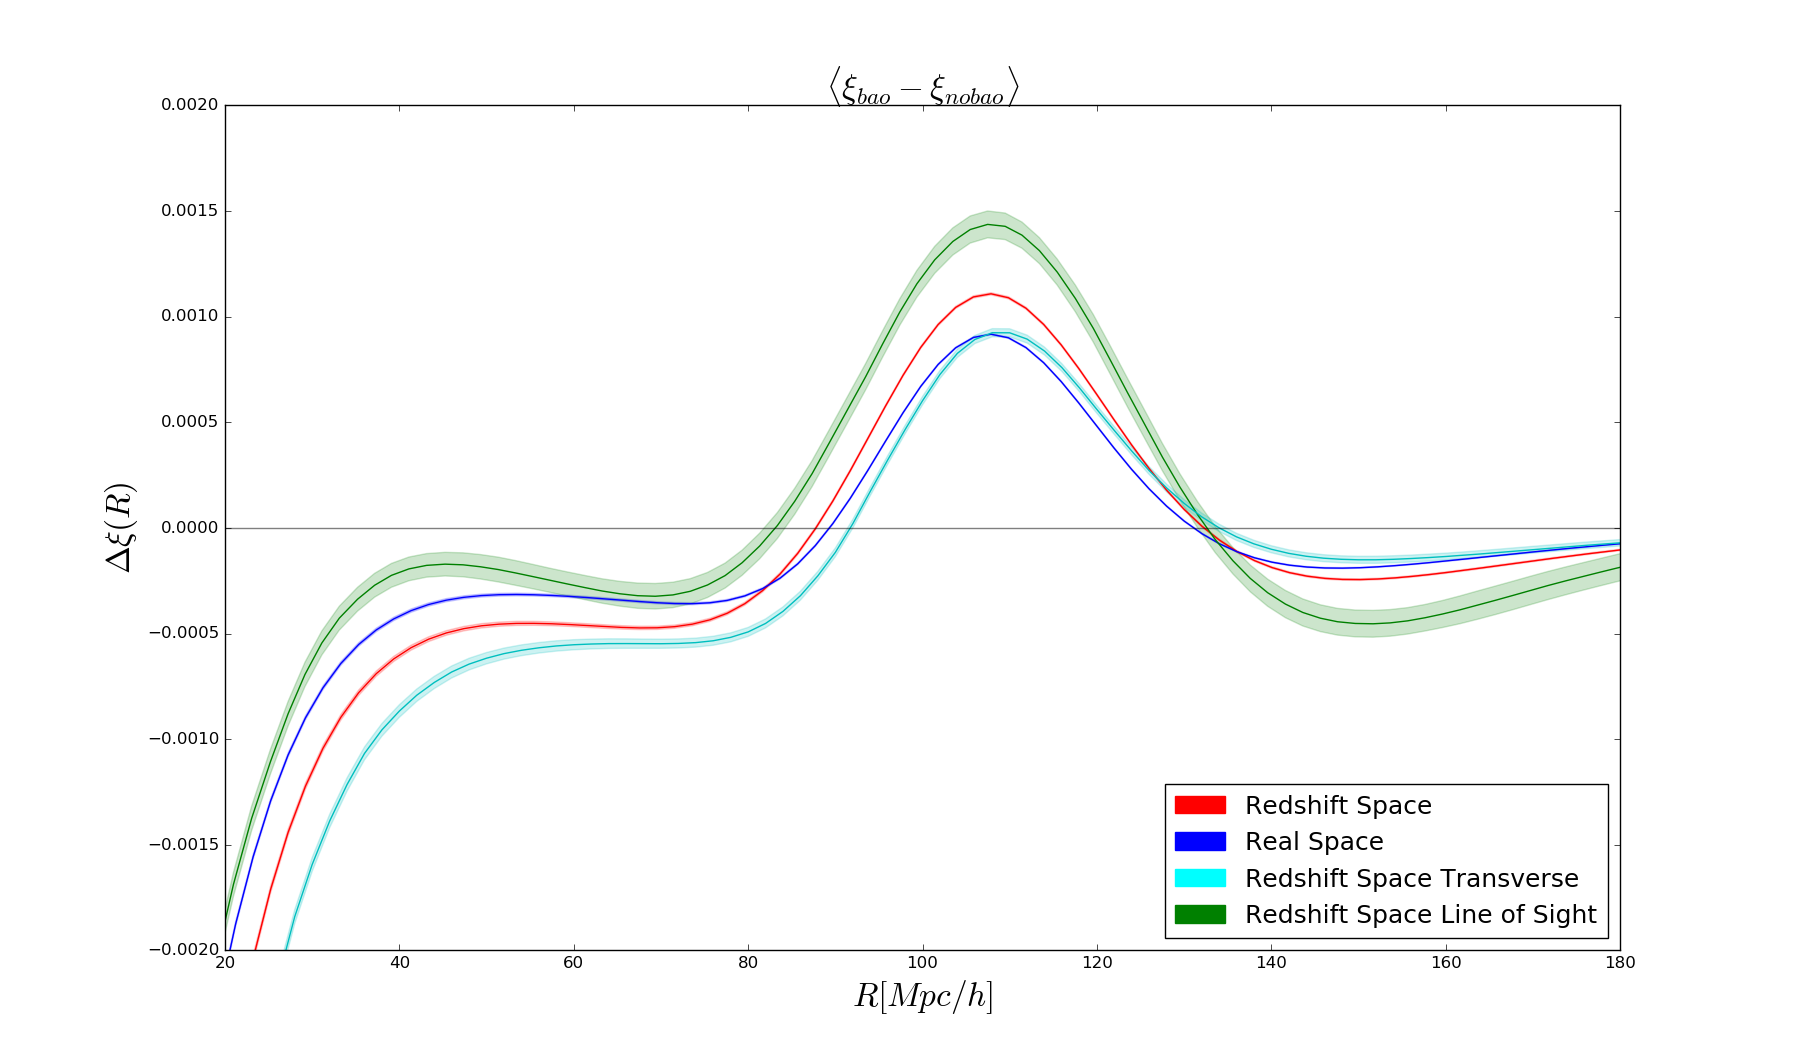 ⟨ξ_bao − ξ_nobao⟩
Δξ(R)
0.0020
0.0015
0.0010
0.0005
0.0000
−0.0005
−0.0010
−0.0015
−0.0020
20 40 60 80 100 120 140 160 180
R[Mpc/h]
Redshift Space
Real Space
Redshift Space Transverse
Redshift Space Line of Sight